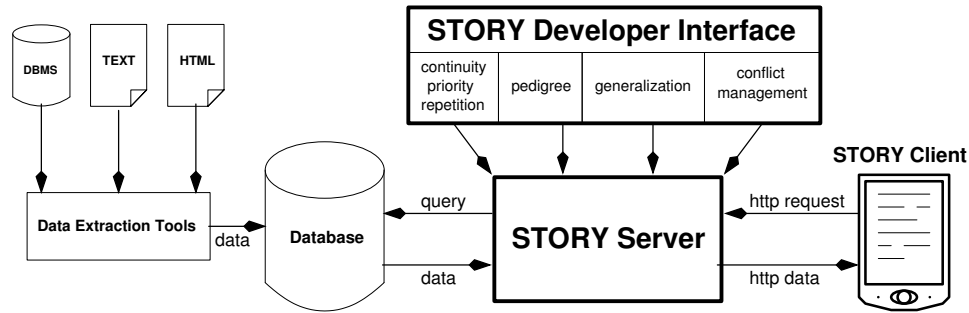 STORY Developer Interface
continuity
priority
repetition
pedigree
generalization
conflict
management
DBMS
TEXT
HTML
STORY Client
Data Extraction Tools
data
Database
query
data
STORY Server
http request
http data